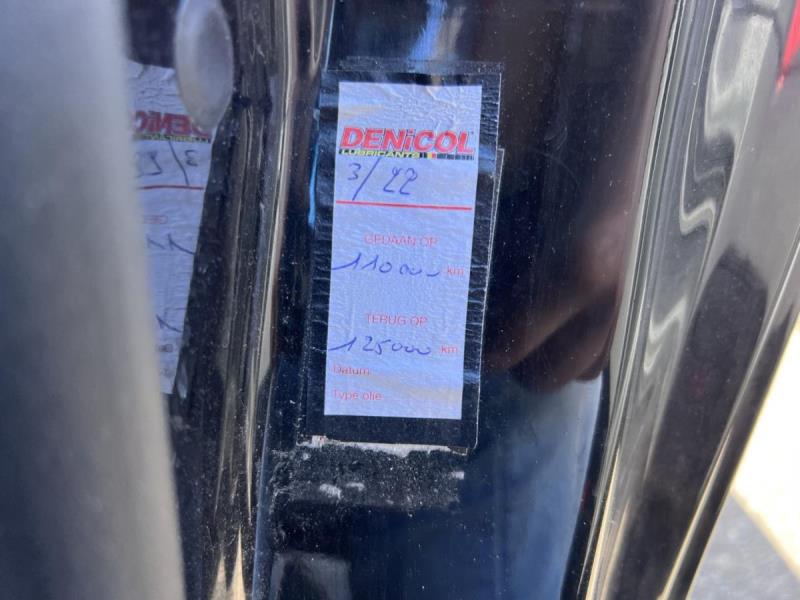 DENiCOL
LUBRICANTS
3/22
GEDAAN OP
110000 km
TERUG OP
125000 km
Datum
Type olie